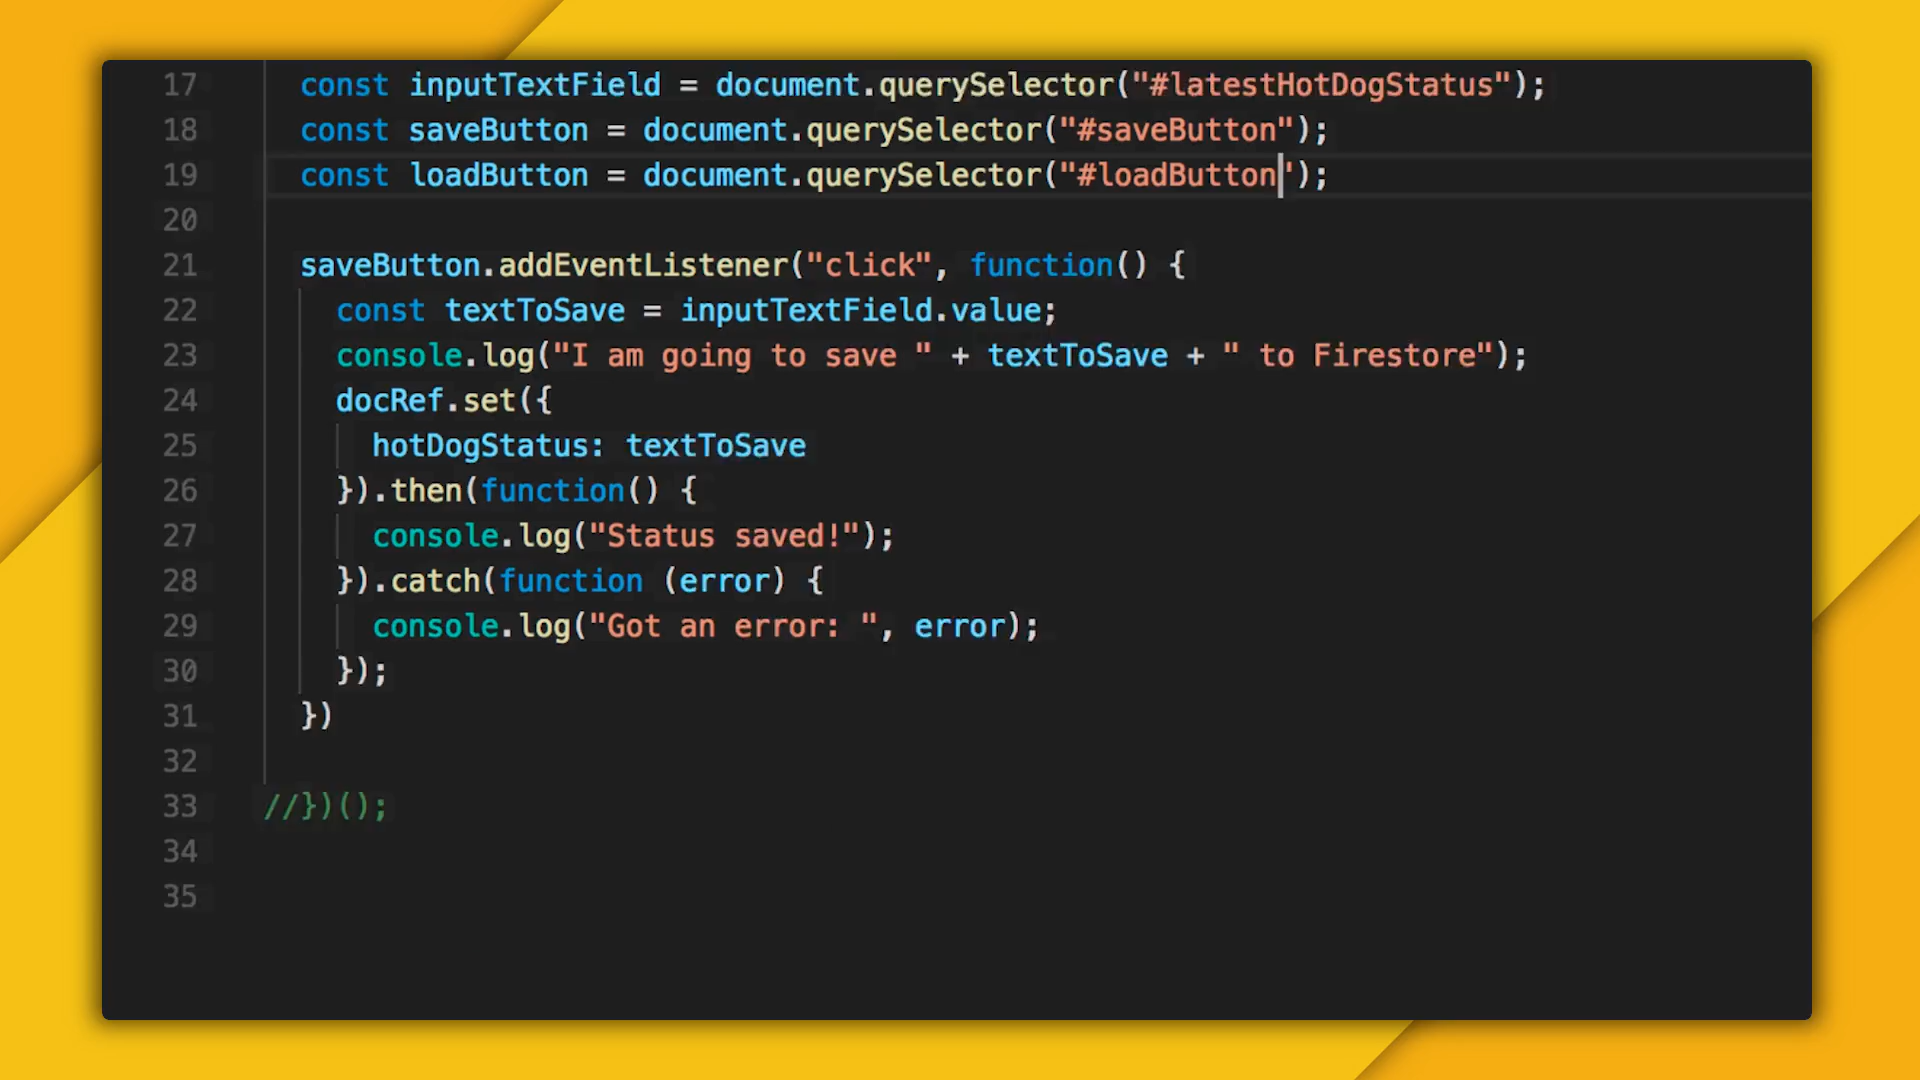 17 const inputTextField = document.querySelector("#latestHotDogStatus");
18 const saveButton = document.querySelector("#saveButton");
19 const loadButton = document.querySelector("#loadButton");
20
21 saveButton.addEventListener("click", function() {
22 const textToSave = inputTextField.value;
23 console.log("I am going to save " + textToSave + " to Firestore");
24 docRef.set({
25 hotDogStatus: textToSave
26 }).then(function() {
27 console.log("Status saved!");
28 }).catch(function (error) {
29 console.log("Got an error: ", error);
30 });
31 })
32
33 //})();
34
35